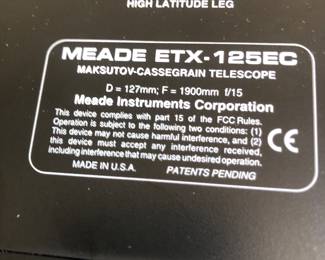 HIGH LATITUDE LEG
MEADE ETX-125EC
MAKSUTOV-CASSEGRAIN TELESCOPE
D = 127mm; F = 1900mm f/15
Meade Instruments Corporation
This device complies with part 15 of the FCC Rules.
Operation is subject to the following two conditions: (1)
This device may not cause harmful interference, and (2)
this device must accept any interference received,
including interference that may cause undesired operation.
CE
MADE IN U.S.A. PATENTS PENDING